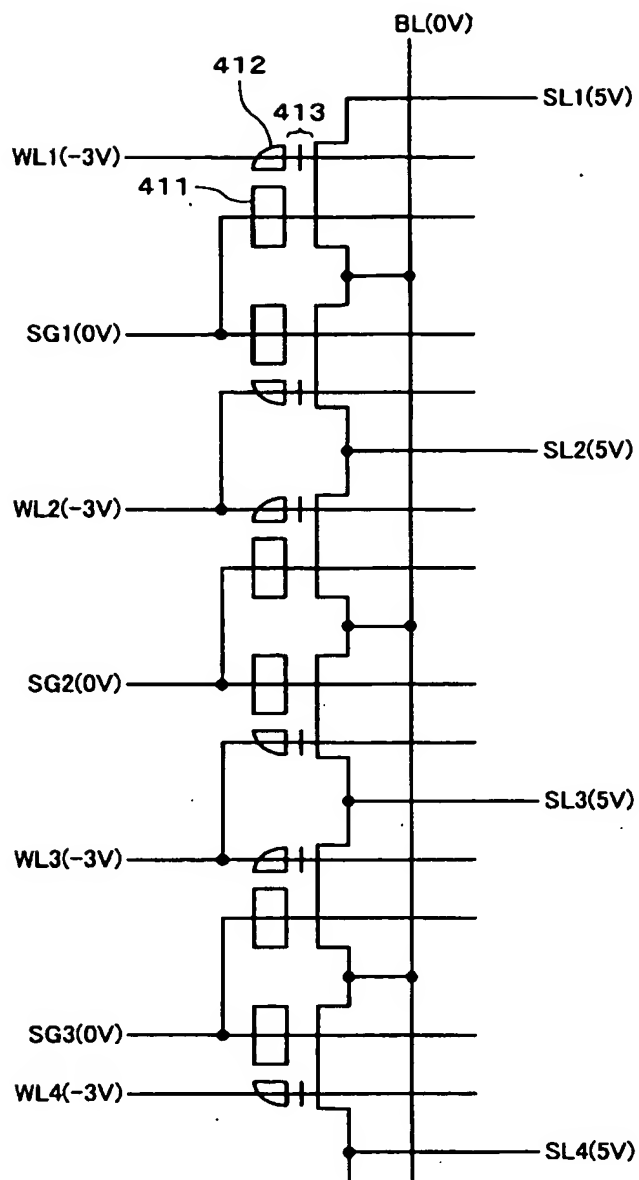 BL(0V)
412
SL1(5V)
413
WL1(-3V)
411
SG1(0V)
SL2(5V)
WL2(-3V)
SG2(0V)
SL3(5V)
WL3(-3V)
SG3(0V)
WL4(-3V)
SL4(5V)